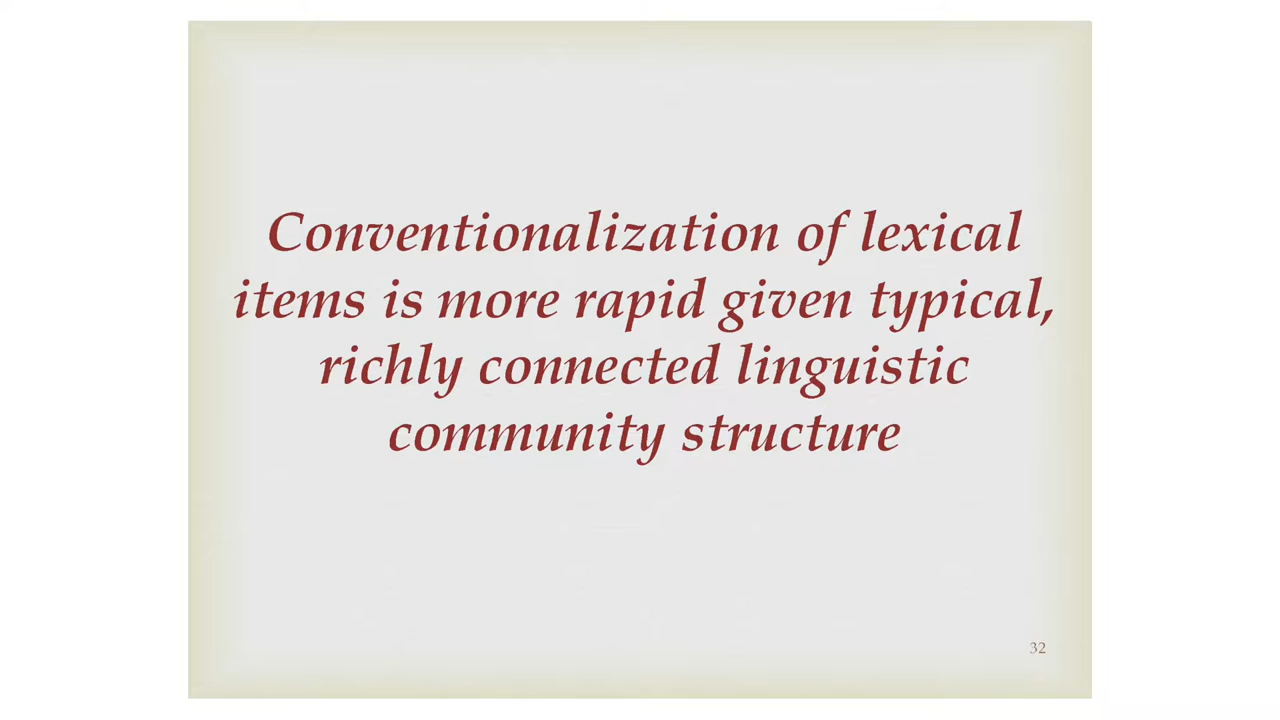 Conventionalization of lexical
items is more rapid given typical,
richly connected linguistic
community structure
32